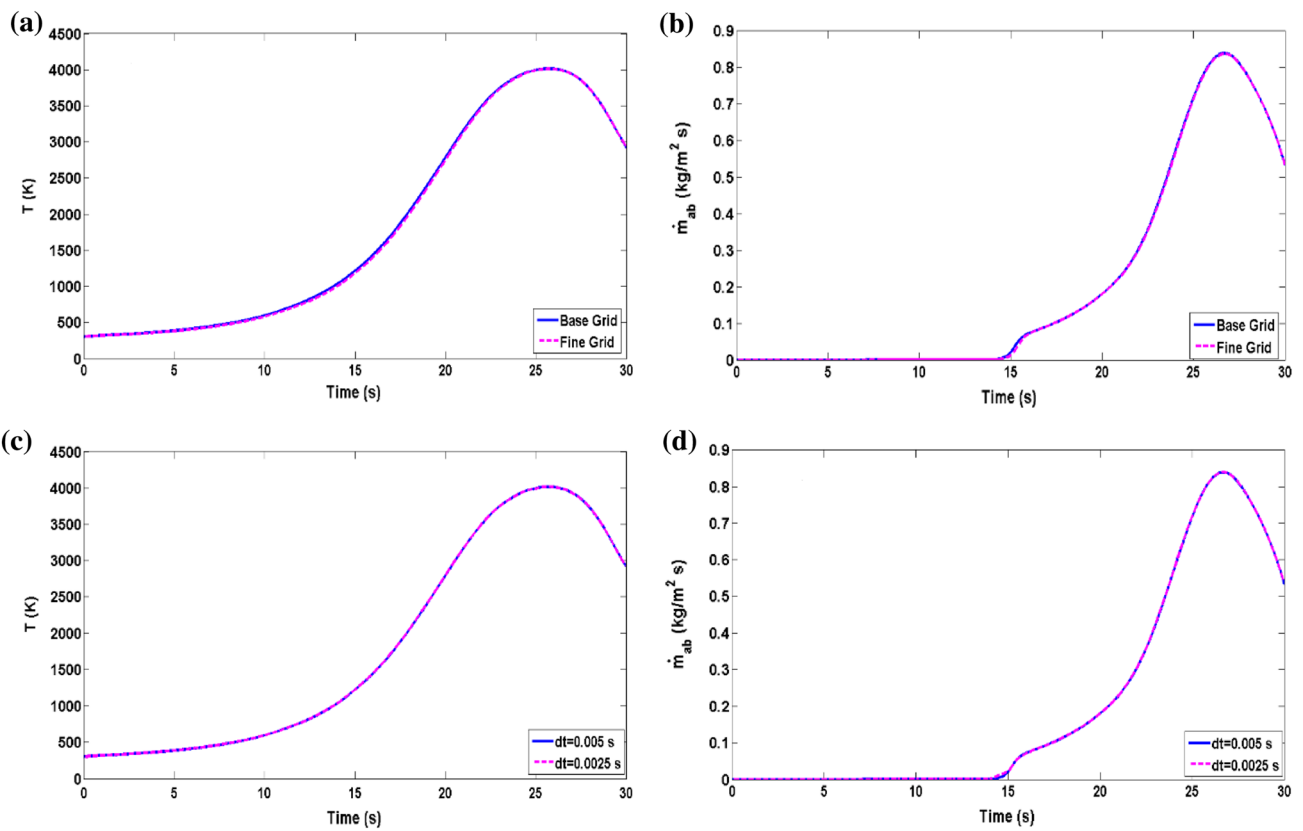 (a)
4500
4000
3500
3000
2500
2000
1500
1000
500
0
T (K)
0 5 10 15 20 25 30
Time (s)
Base Grid
Fine Grid
(b)
0.9
0.8
0.7
0.6
0.5
0.4
0.3
0.2
0.1
0
ṁab (kg/m² s)
0 5 10 15 20 25 30
Time (s)
Base Grid
Fine Grid
(c)
4500
4000
3500
3000
2500
2000
1500
1000
500
0
T (K)
0 5 10 15 20 25 30
Time (s)
dt=0.005 s
dt=0.0025 s
(d)
0.9
0.8
0.7
0.6
0.5
0.4
0.3
0.2
0.1
0
ṁab (kg/m² s)
0 5 10 15 20 25 30
Time (s)
dt=0.005 s
dt=0.0025 s